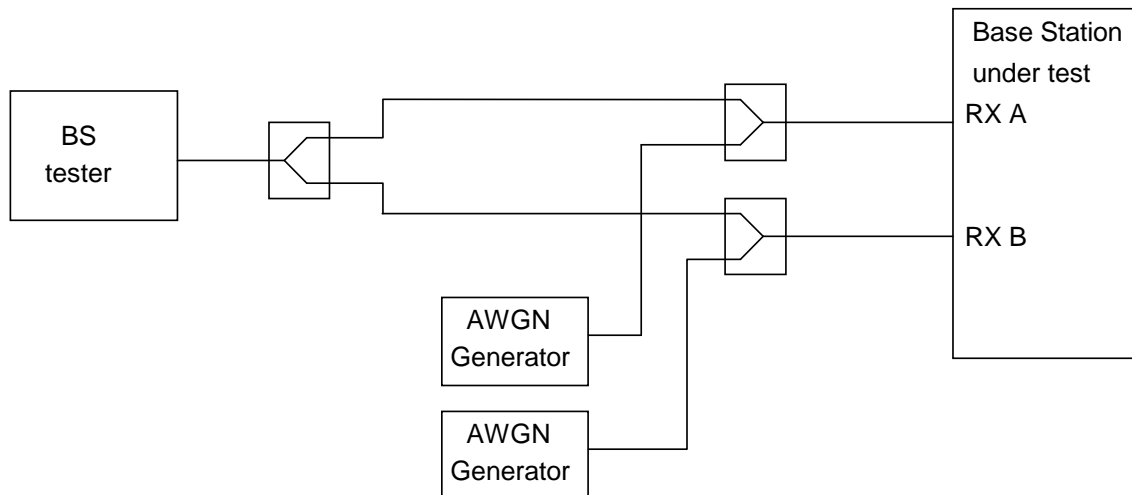 BS
tester
Base Station
under test
RX A
RX B
AWGN
Generator
AWGN
Generator